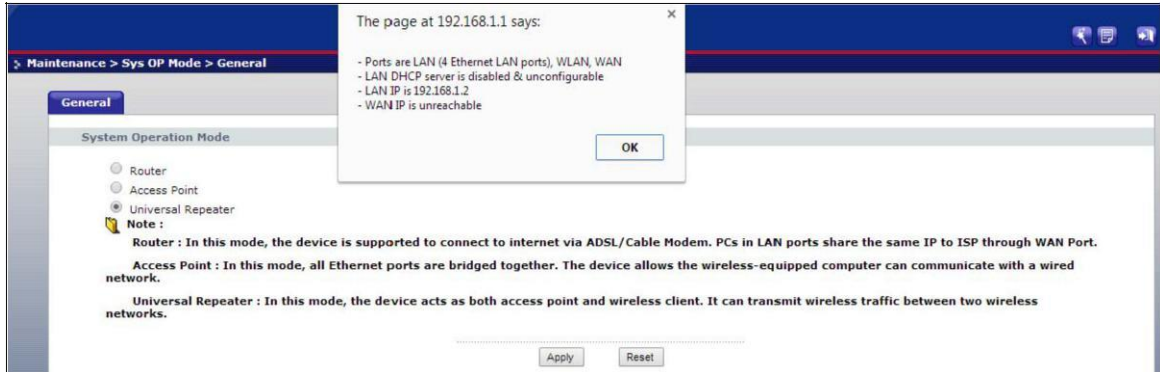 The page at 192.168.1.1 says:
- Ports are LAN (4 Ethernet LAN ports), WLAN, WAN
- LAN DHCP server is disabled & unconfigurable
- LAN IP is 192.168.1.2
- WAN IP is unreachable
OK
Maintenance > Sys OP Mode > General
General
System Operation Mode
Router
Access Point
Universal Repeater
Note :
Router : In this mode, the device is supported to connect to internet via ADSL/Cable Modem. PCs in LAN ports share the same IP to ISP through WAN Port.
Access Point : In this mode, all Ethernet ports are bridged together. The device allows the wireless-equipped computer can communicate with a wired
network.
Universal Repeater : In this mode, the device acts as both access point and wireless client. It can transmit wireless traffic between two wireless
networks.
Apply Reset